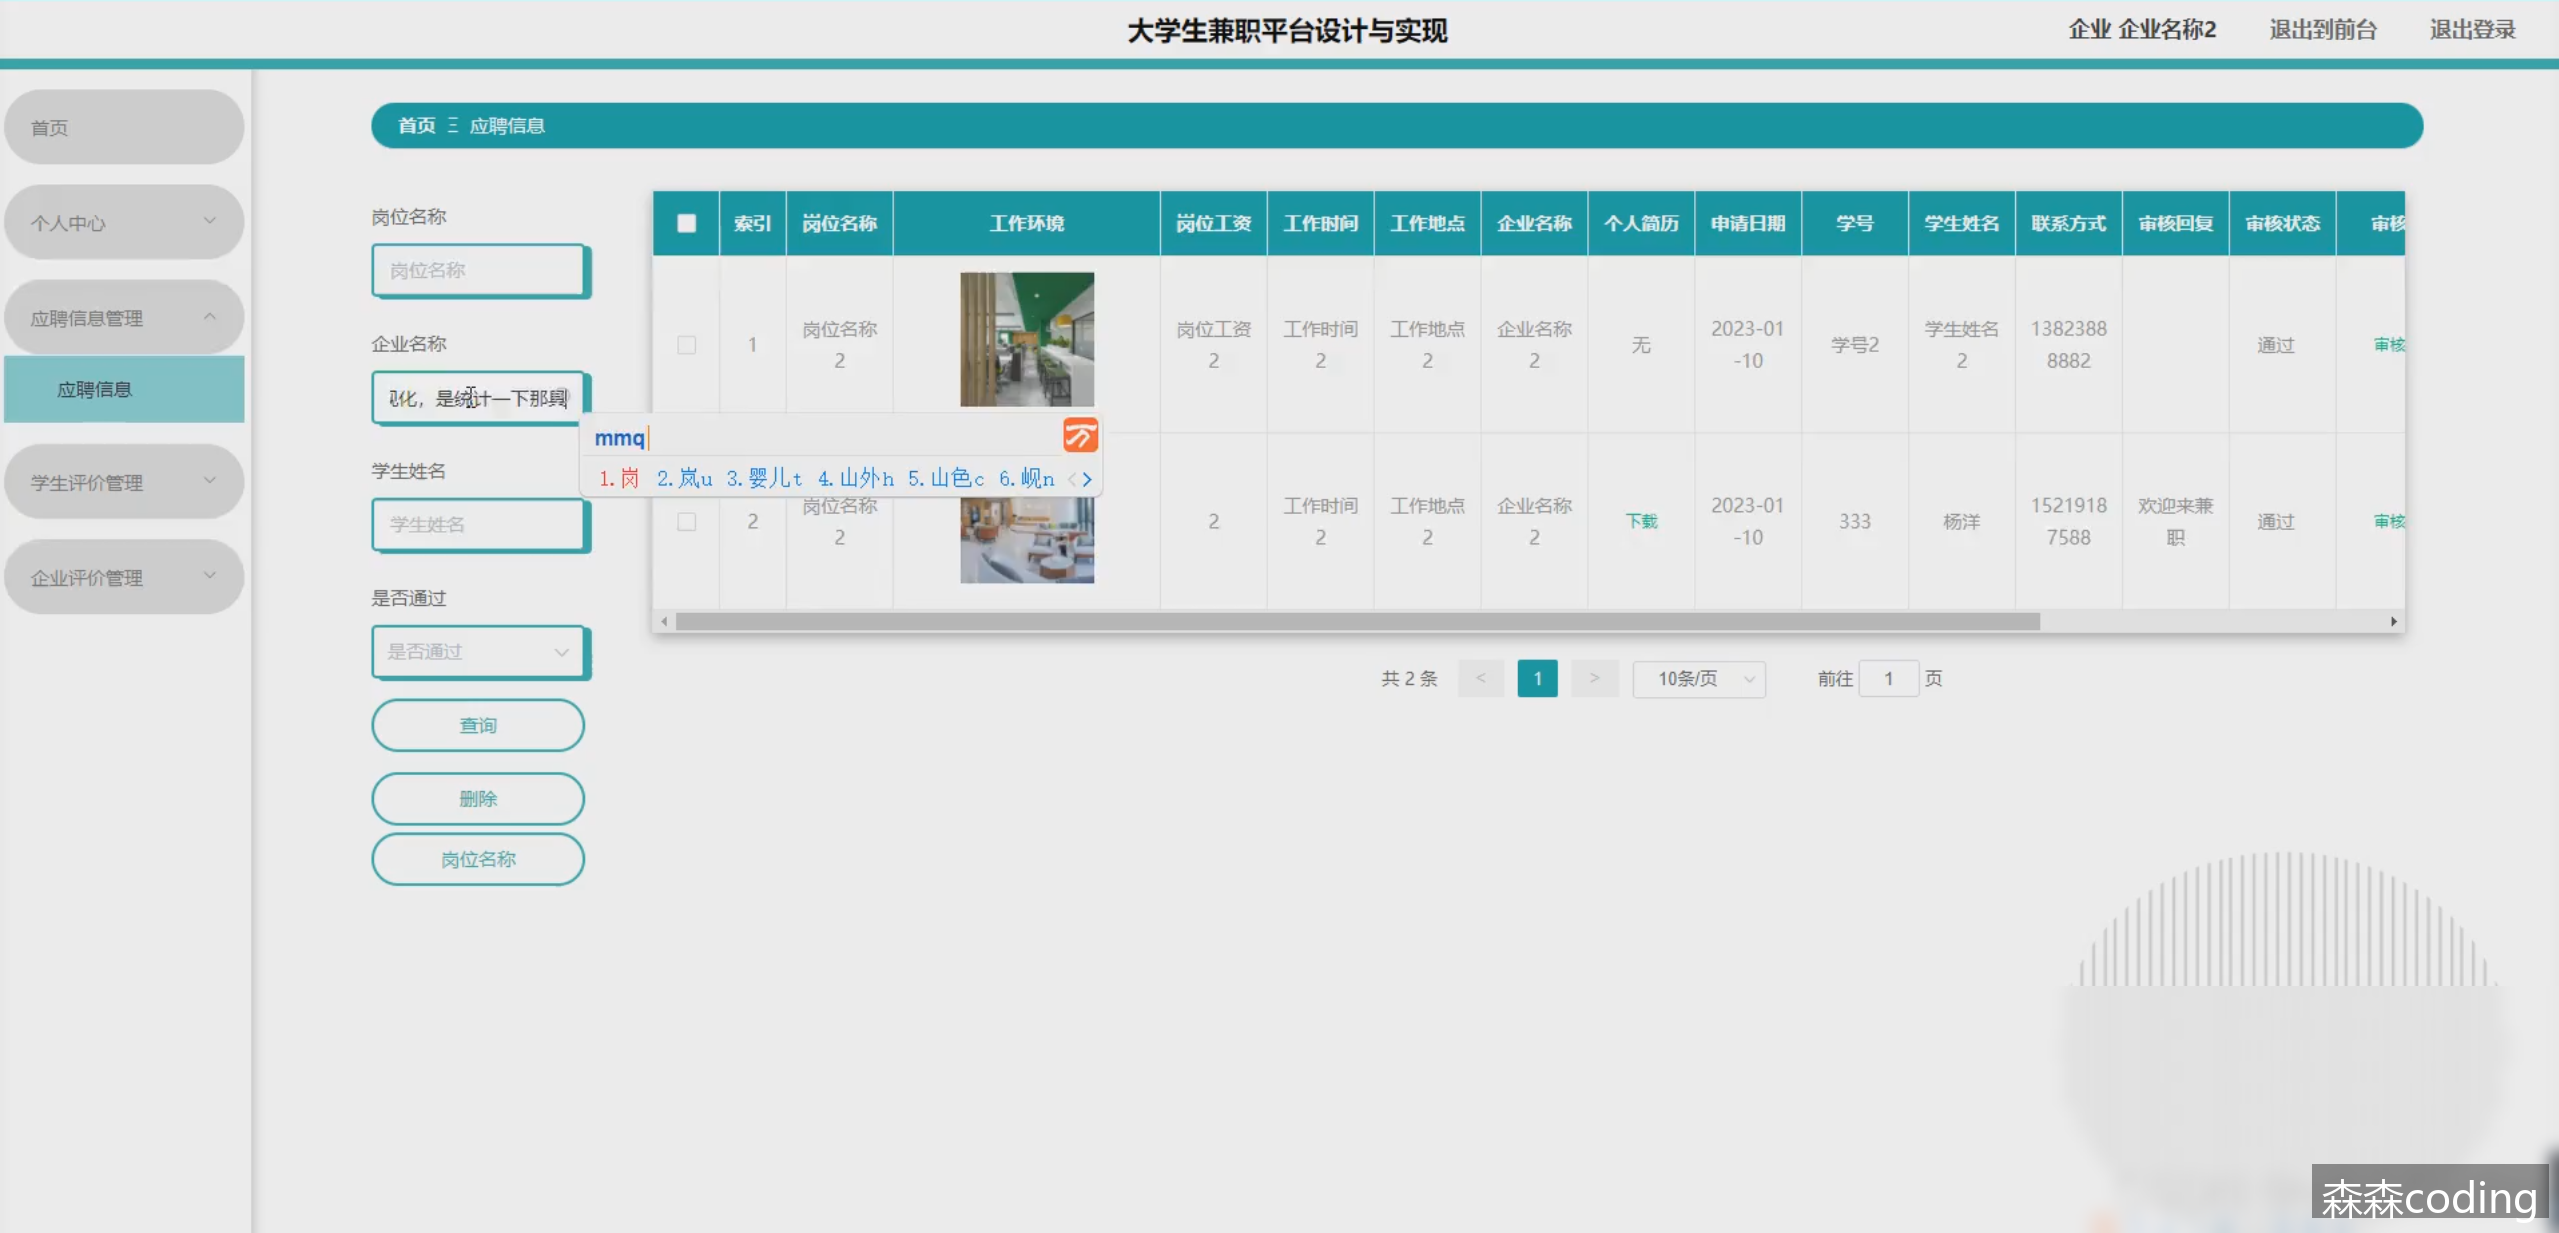 大学生兼职平台设计与实现
企业 企业名称2 退出到前台 退出登录
首页
个人中心
应聘信息管理
应聘信息
学生评价管理
企业评价管理
首页 Ξ 应聘信息
岗位名称
岗位名称
企业名称
化，是统计一下那具
学生姓名
学生姓名
是否通过
是否通过
查询
删除
岗位名称
mmq
1.岗 2.岚u 3.婴儿t 4.山外h 5.山色c 6.岘n
索引 岗位名称 工作环境 岗位工资 工作时间 工作地点 企业名称 个人简历 申请日期 学号 学生姓名 联系方式 审核回复 审核状态 审核
1 岗位名称2 岗位工资2 工作时间2 工作地点2 企业名称2 无 2023-01-10 学号2 学生姓名2 13823888882 通过 审核
2 岗位名称2 2 工作时间2 工作地点2 企业名称2 下载 2023-01-10 333 杨洋 15219187588 欢迎来兼职 通过 审核
共 2 条 < 1 > 10条/页 前往 1 页
森森coding